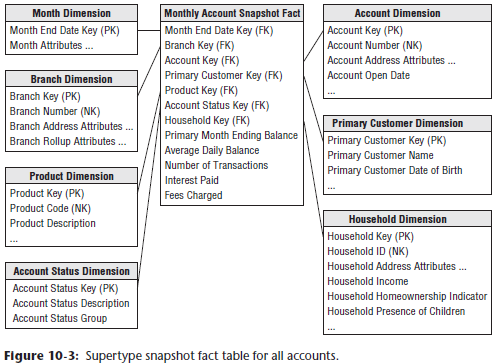 Month Dimension
Month End Date Key (PK)
Month Attributes ...
Branch Dimension
Branch Key (PK)
Branch Number (NK)
Branch Address Attributes ...
Branch Rollup Attributes ...
Product Dimension
Product Key (PK)
Product Code (NK)
Product Description
...
Account Status Dimension
Account Status Key (PK)
Account Status Description
Account Status Group
Monthly Account Snapshot Fact
Month End Date Key (FK)
Branch Key (FK)
Account Key (FK)
Primary Customer Key (FK)
Product Key (FK)
Account Status Key (FK)
Household Key (FK)
Primary Month Ending Balance
Average Daily Balance
Number of Transactions
Interest Paid
Fees Charged
Account Dimension
Account Key (PK)
Account Number (NK)
Account Address Attributes ...
Account Open Date
...
Primary Customer Dimension
Primary Customer Key (PK)
Primary Customer Name
Primary Customer Date of Birth
...
Household Dimension
Household Key (PK)
Household ID (NK)
Household Address Attributes ...
Household Income
Household Homeownership Indicator
Household Presence of Children
...
Figure 10-3: Supertype snapshot fact table for all accounts.